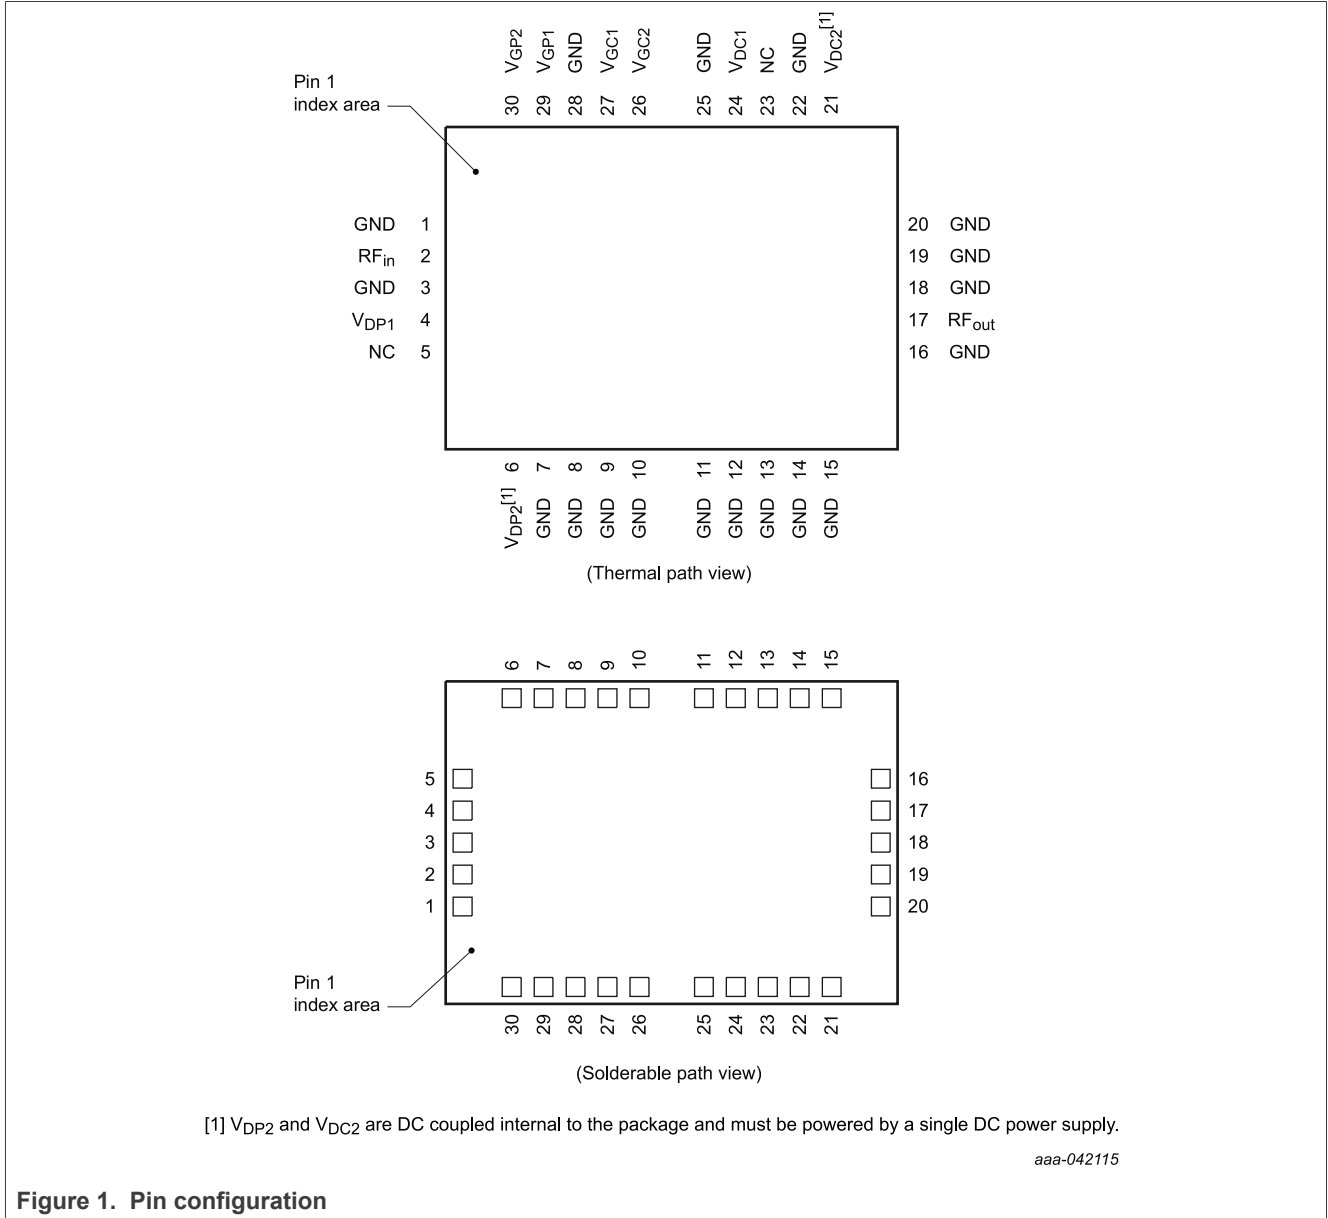 VGP2 VGP1 GND VGC1 VGC2 GND VDC1 NC GND VDC2[1]
30 29 28 27 26 25 24 23 22 21
Pin 1
index area
GND 1
RFin 2
GND 3
VDP1 4
NC 5
20 GND
19 GND
18 GND
17 RFout
16 GND
6 7 8 9 10 11 12 13 14 15
VDP2[1] GND GND GND GND GND GND GND GND GND
(Thermal path view)
6 7 8 9 10 11 12 13 14 15
5
4
3
2
1
16
17
18
19
20
Pin 1
index area
30 29 28 27 26 25 24 23 22 21
(Solderable path view)
[1] VDP2 and VDC2 are DC coupled internal to the package and must be powered by a single DC power supply.
aaa-042115
Figure 1. Pin configuration